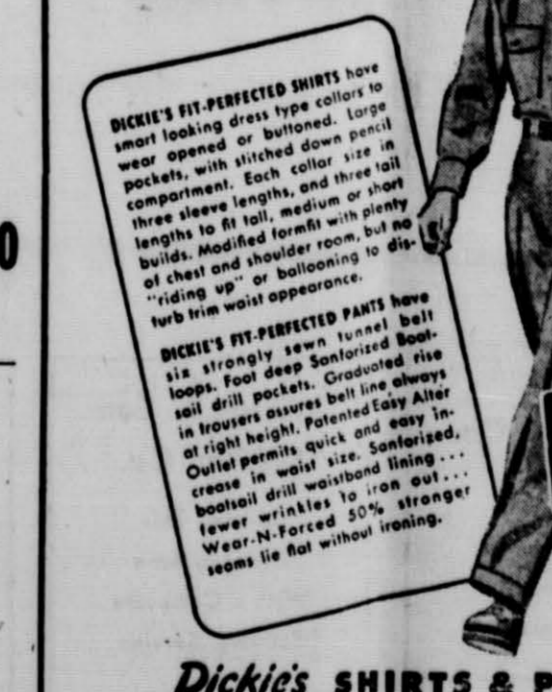 DICKIE'S FIT-PERFECTED SHIRTS have
smart looking dress type collars to
wear opened or buttoned. Large
pockets, with stitched down pencil
compartment. Each collar size in
three sleeve lengths, and three tail
lengths to fit tall, medium or short
builds. Modified formfit with plenty
of chest and shoulder room, but no
"riding up" or ballooning to dis-
turb trim waist appearance.
DICKIE'S FIT-PERFECTED PANTS have
six strongly sewn tunnel belt
loops. Foot deep Sanforized Boat-
sail drill pockets. Graduated rise
in trousers assures belt line always
at right height. Patented Easy Alter
Outlet permits quick and easy in-
crease in waist size. Sanforized,
boatsail drill waistband lining...
fewer wrinkles to iron out...
Wear-N-Forced 50% stronger
seams lie flat without ironing.
Dickie's SHIRTS &